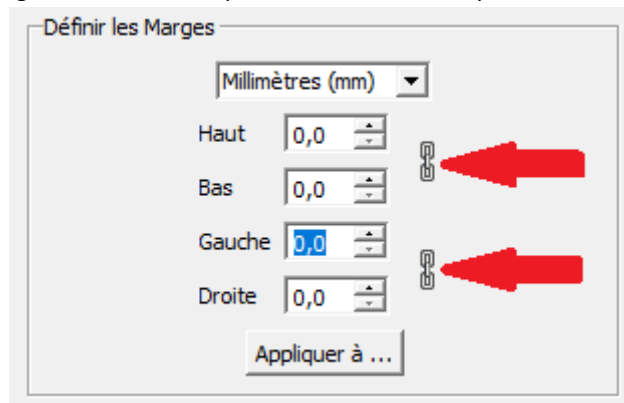 Définir les Marges
Millimètres (mm)
Haut 0,0
Bas 0,0
Gauche 0,0
Droite 0,0
Appliquer à ...